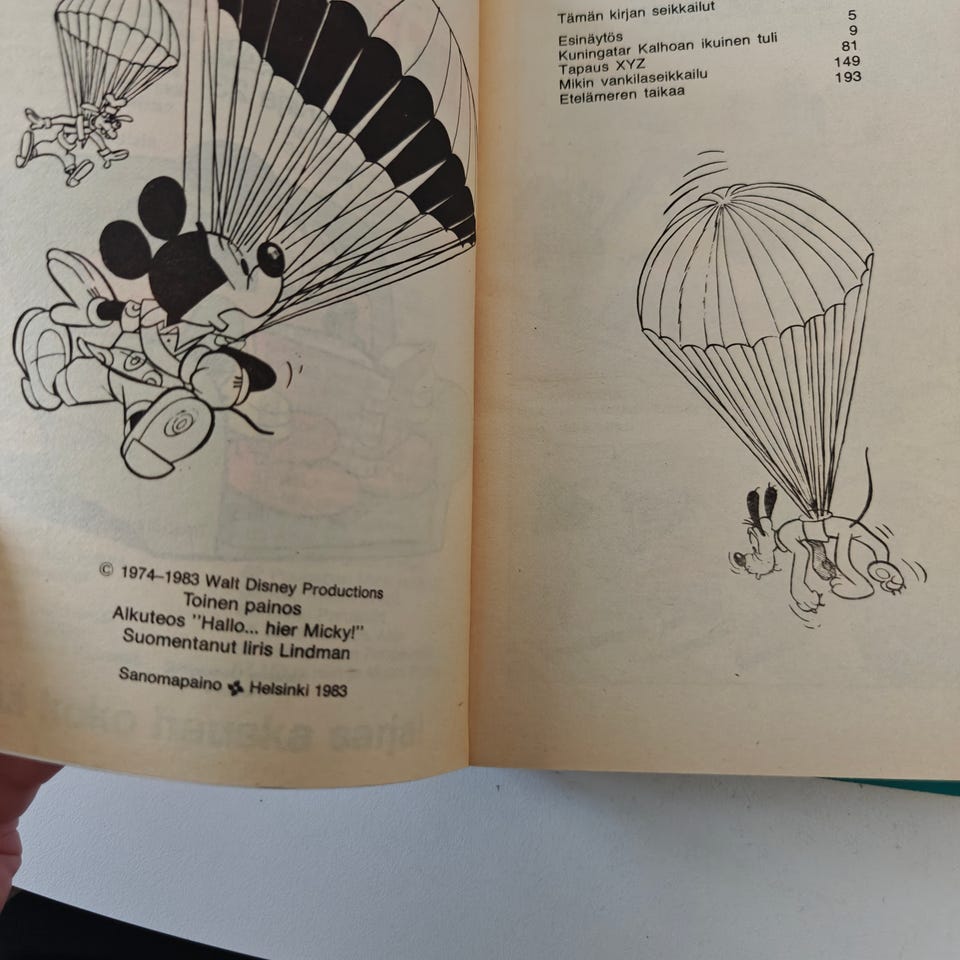 © 1974–1983 Walt Disney Productions
Toinen painos
Alkuteos "Hallo... hier Micky!"
Suomentanut Iiris Lindman
Sanomapaino Helsinki 1983
Tämän kirjan seikkailut
Esinäytös 5
Kuningatar Kalhoan ikuinen tuli 9
Tapaus XYZ 81
Mikin vankilaseikkailu 149
Etelämeren taikaa 193